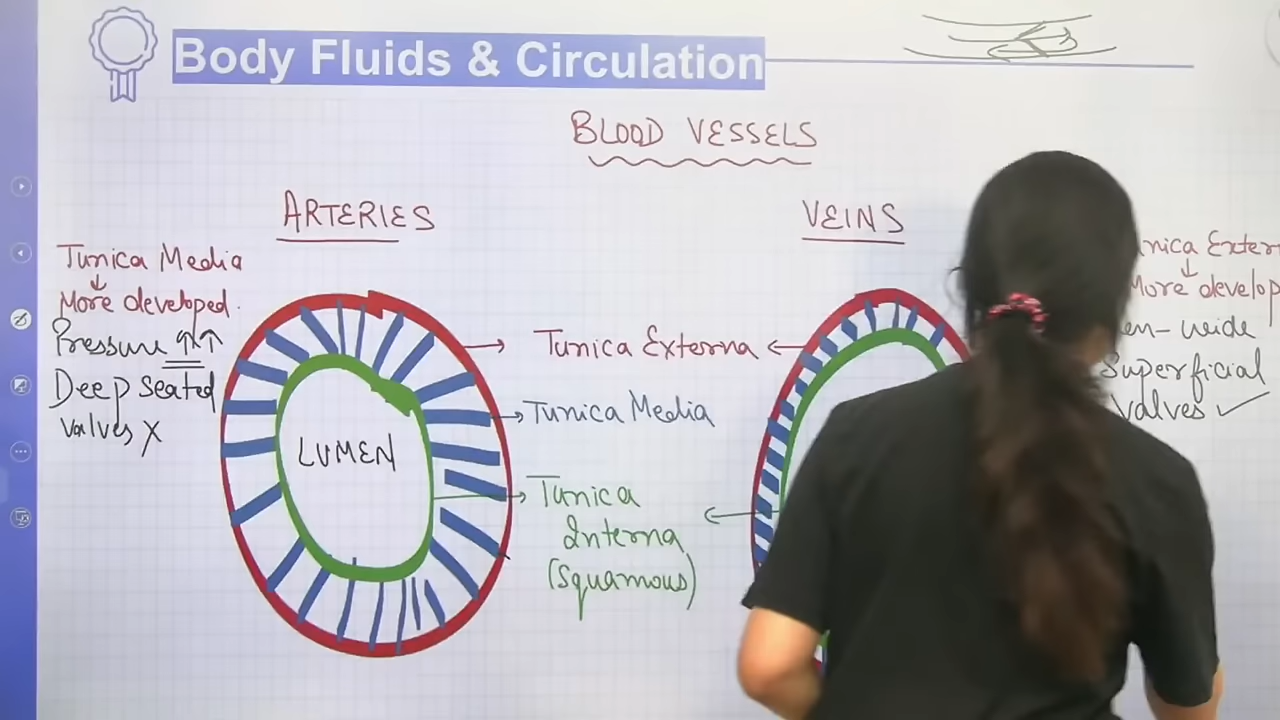 Body Fluids & Circulation
BLOOD VESSELS
ARTERIES
Tunica Media
More developed.
Pressure ↑↑↑
Deep seated
Valves X
LUMEN
Tunica Externa
Tunica Media
Tunica
Interna
(Squamous)
VEINS
More develop
wide
Superficial
Valves ✓